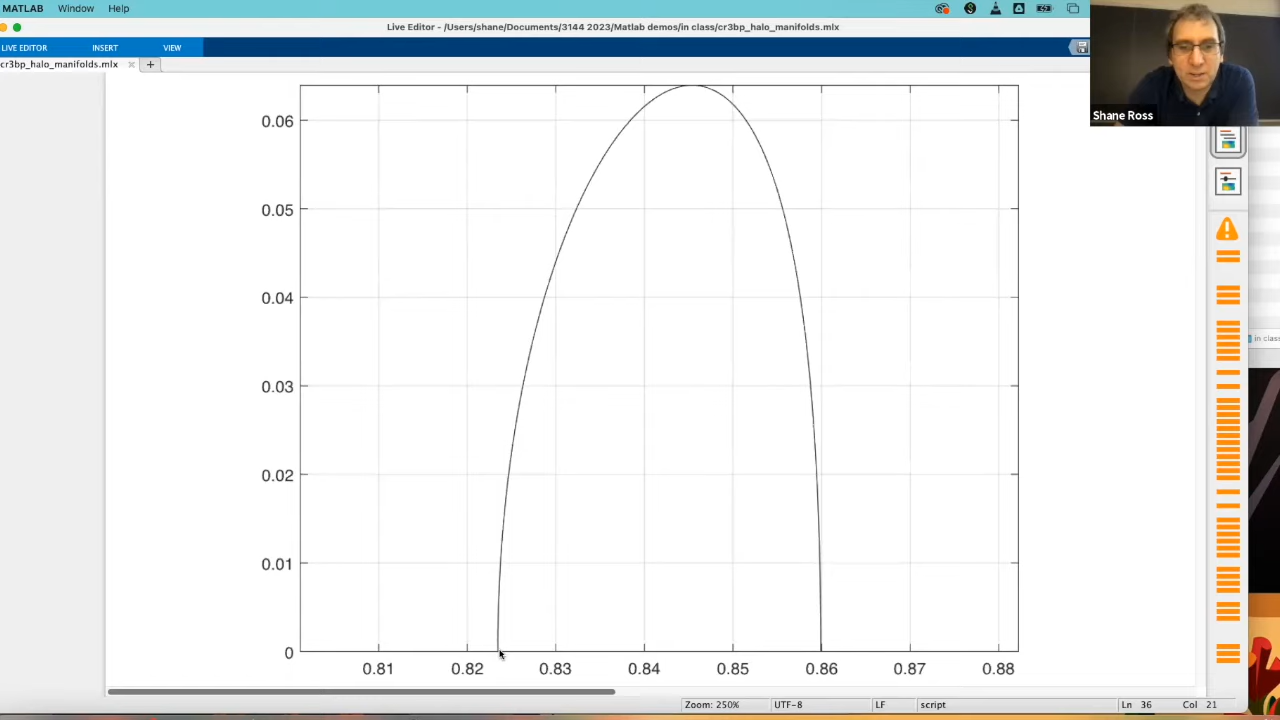 MATLAB Window Help
Live Editor - /Users/shane/Documents/3144 2023/Matlab demos/in class/cr3bp_halo_manifolds.mlx
LIVE EDITOR INSERT VIEW
cr3bp_halo_manifolds.mlx
Shane Ross
0.06
0.05
0.04
0.03
0.02
0.01
0
0.81 0.82 0.83 0.84 0.85 0.86 0.87 0.88
in class
Zoom: 250% UTF-8 LF script Ln 36 Col 21